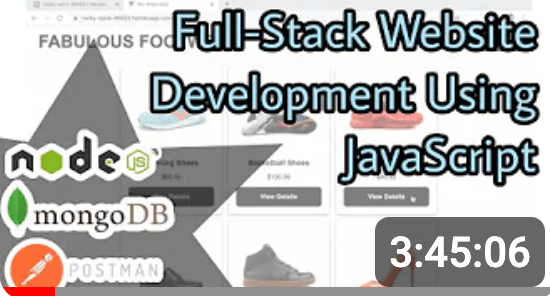 FABULOUS FOO
Full-Stack Website
Development Using
JavaScript
node
JS
mongoDB
POSTMAN
Basketball Shoes
$120.00
View Details
View Details
View Details
3:45:06